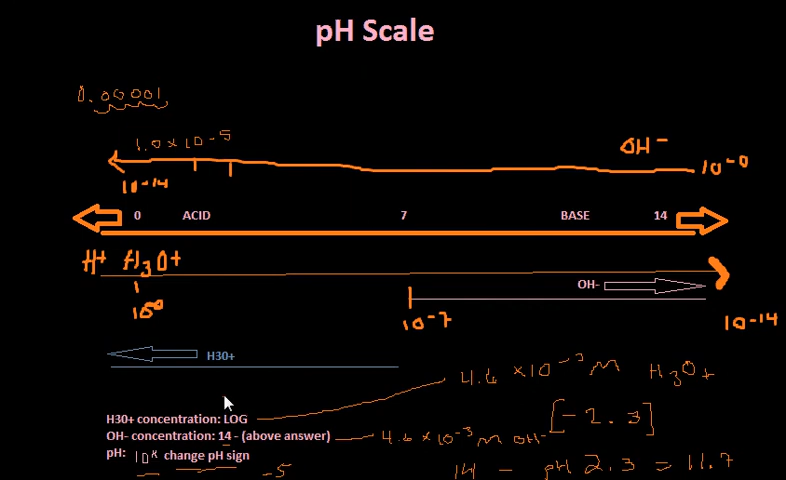 pH Scale
0.00001
1.0 x 10 -5
OH -
10 -14
10 -0
0 ACID 7 BASE 14
H+ H3O+
OH-
10 0
10 -7
10 -14
H30+
4.6 x 10 -3 M H3O+
H30+ concentration: LOG
[-2.3]
OH- concentration: 14 - (above answer)
4.6 x 10 -3 M OH-
pH: 10x change pH sign
-5
14 - pH 2.3 = 11.7